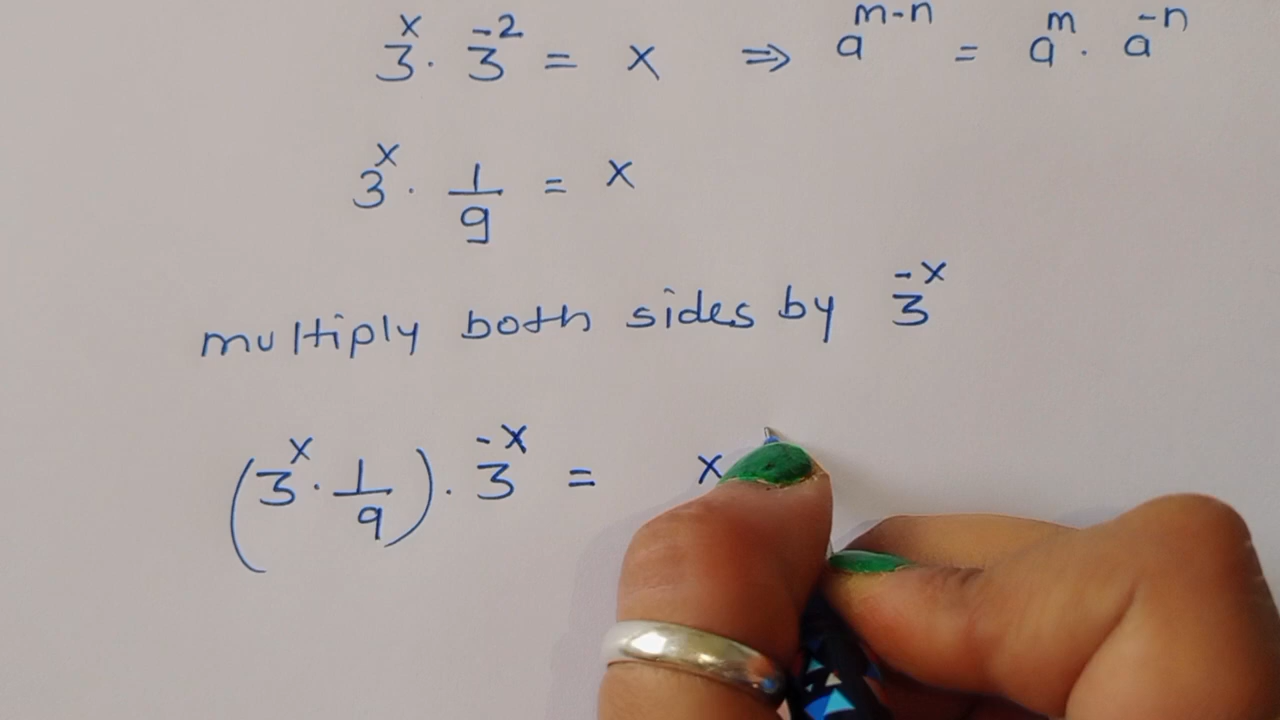 3^x · 3^-2 = x ⇒ a^m-n = a^m · a^-n
3^x · 1/9 = x
multiply both sides by 3^-x
(3^x · 1/9) · 3^-x = x